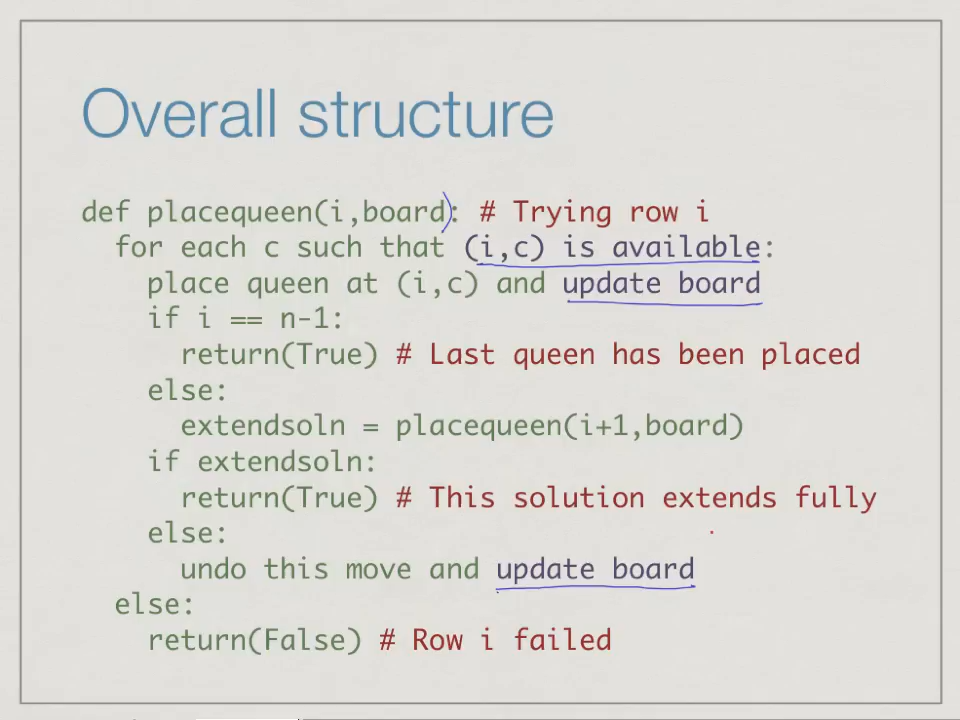 Overall structure
def placequeen(i,board): # Trying row i
for each c such that (i,c) is available:
place queen at (i,c) and update board
if i == n-1:
return(True) # Last queen has been placed
else:
extendsoln = placequeen(i+1,board)
if extendsoln:
return(True) # This solution extends fully
else:
undo this move and update board
else:
return(False) # Row i failed